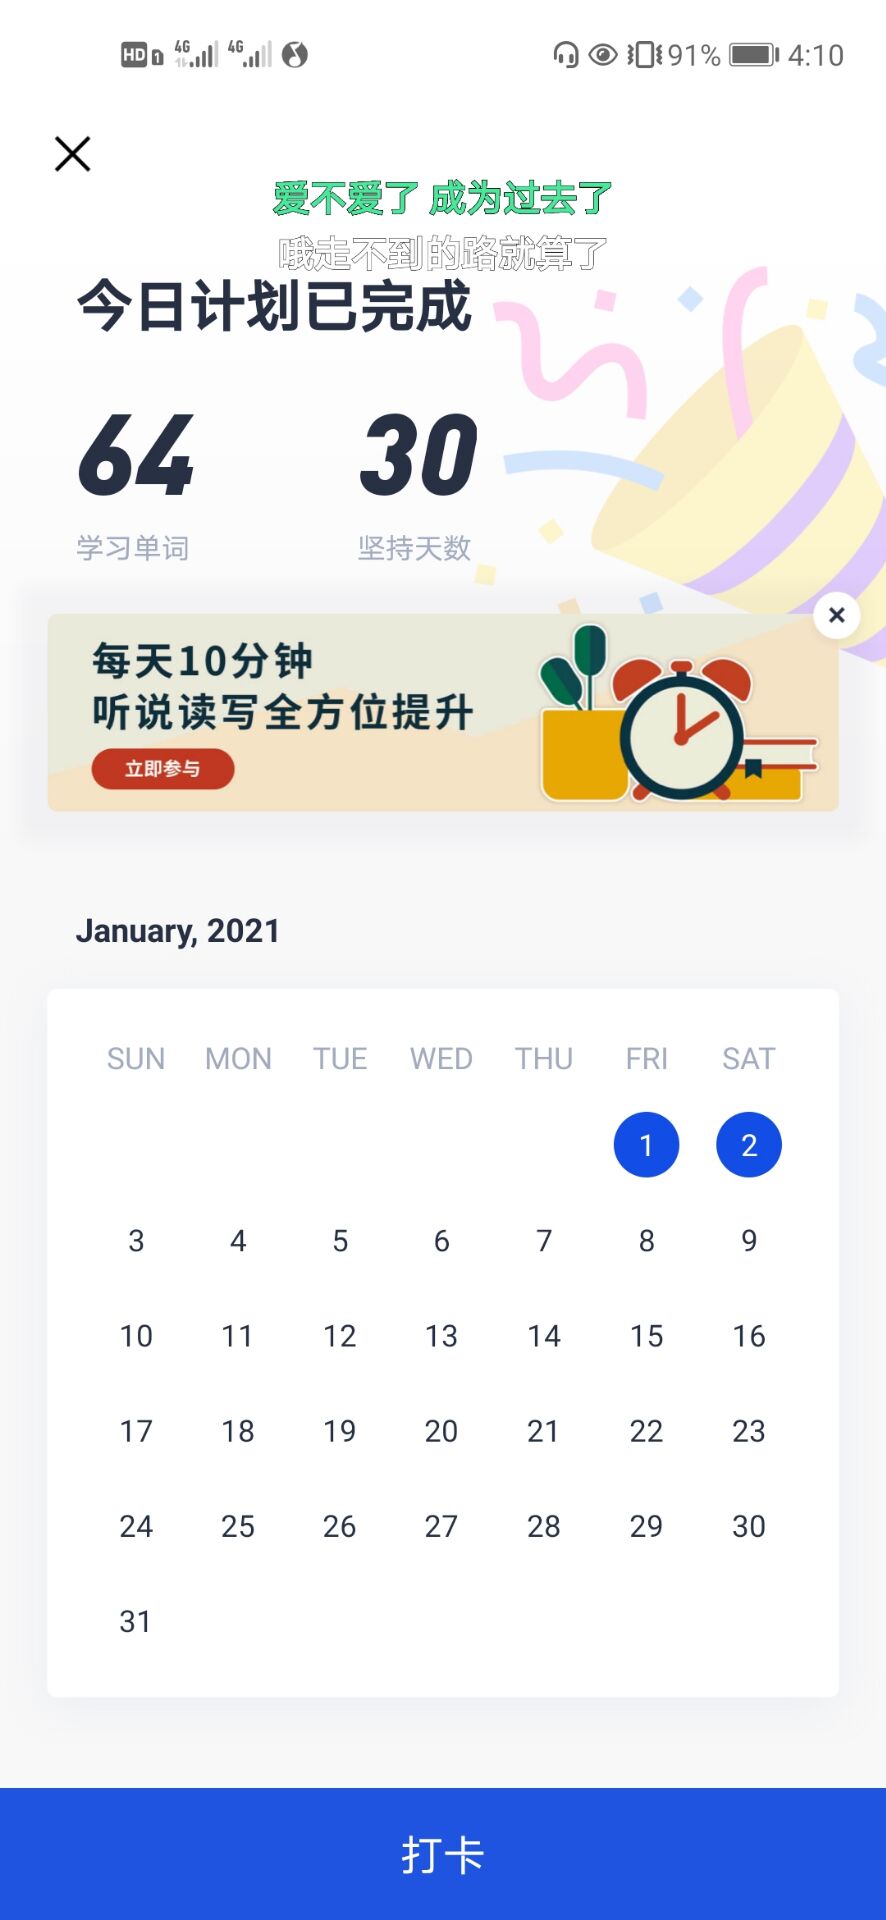 HD 1 4G 4G 91% 4:10
爱不爱了 成为过去了
哦走不到的路就算了
今日计划已完成
64 30
学习单词 坚持天数
每天10分钟
听说读写全方位提升
立即参与
January, 2021
SUN MON TUE WED THU FRI SAT
1 2
3 4 5 6 7 8 9
10 11 12 13 14 15 16
17 18 19 20 21 22 23
24 25 26 27 28 29 30
31
打卡